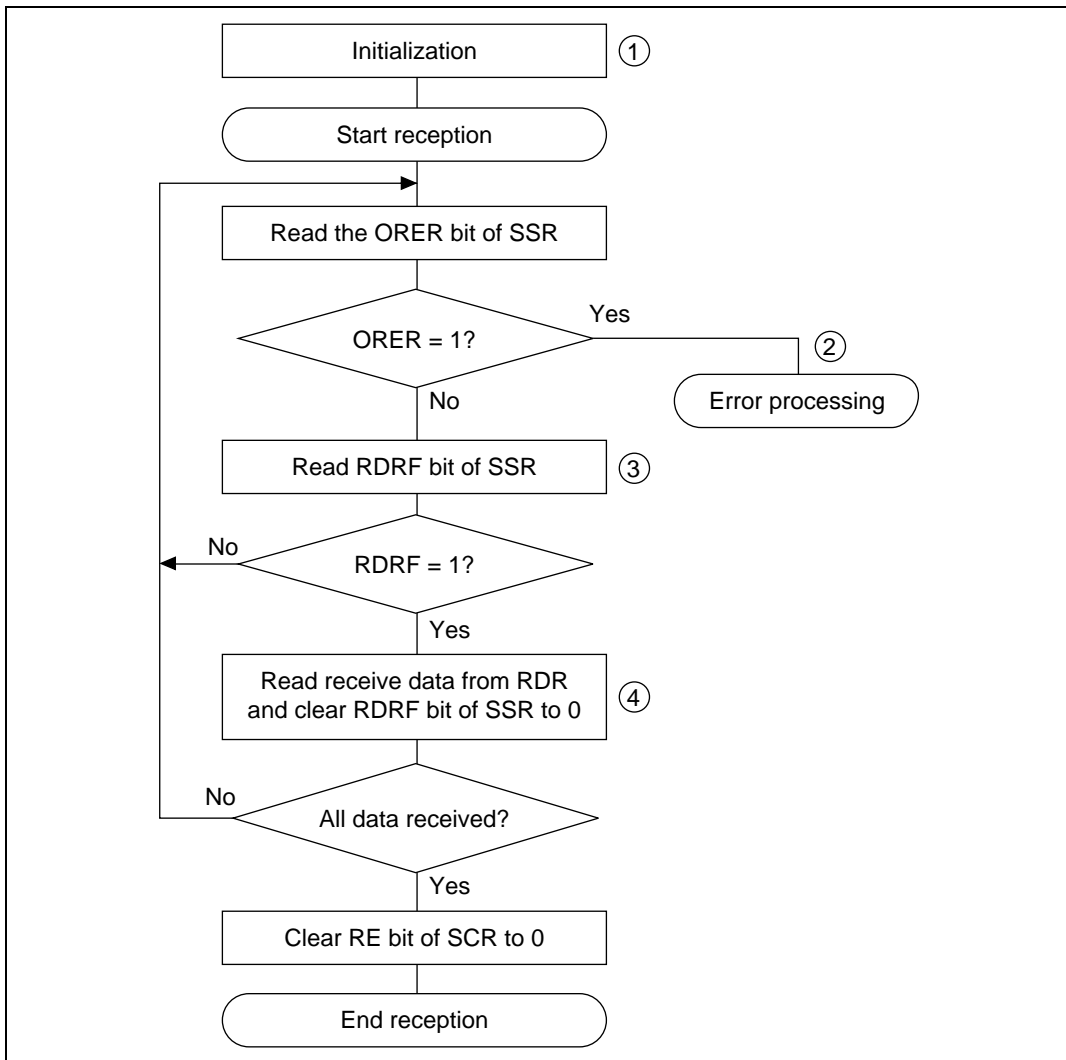 Initialization
①
Start reception
Read the ORER bit of SSR
ORER = 1?
Yes
②
Error processing
No
Read RDRF bit of SSR
③
No
RDRF = 1?
Yes
Read receive data from RDR
and clear RDRF bit of SSR to 0
④
No
All data received?
Yes
Clear RE bit of SCR to 0
End reception